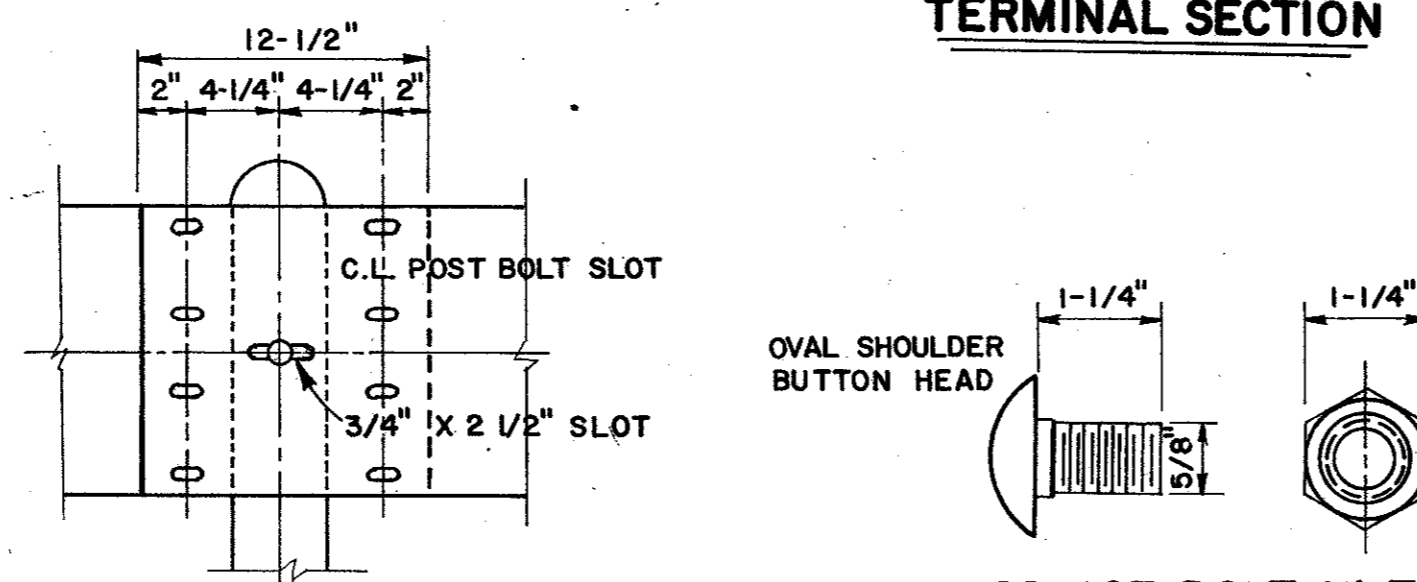 TERMINAL SECTION
12-1/2"
2" 4-1/4" 4-1/4" 2"
C.L. POST BOLT SLOT
3/4" X 2 1/2" SLOT
OVAL SHOULDER
BUTTON HEAD
1-1/4"
1-1/4"
5/8"